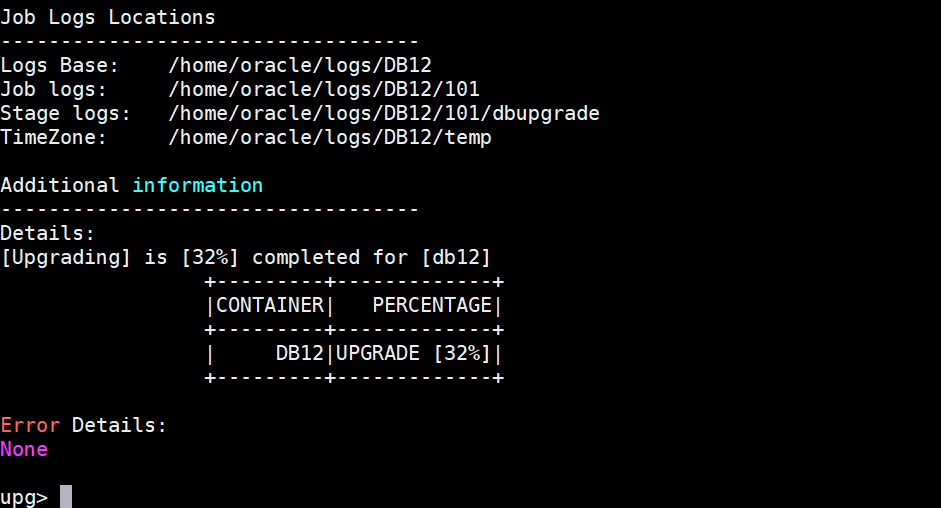 Job Logs Locations
-----------------------------------
Logs Base:    /home/oracle/logs/DB12
Job logs:     /home/oracle/logs/DB12/101
Stage logs:   /home/oracle/logs/DB12/101/dbupgrade
TimeZone:     /home/oracle/logs/DB12/temp

Additional information
-----------------------------------
Details:
[Upgrading] is [32%] completed for [db12]
                 +---------+-------------+
                 |CONTAINER|   PERCENTAGE|
                 +---------+-------------+
                 |     DB12|UPGRADE [32%]|
                 +---------+-------------+

Error Details:
None

upg>